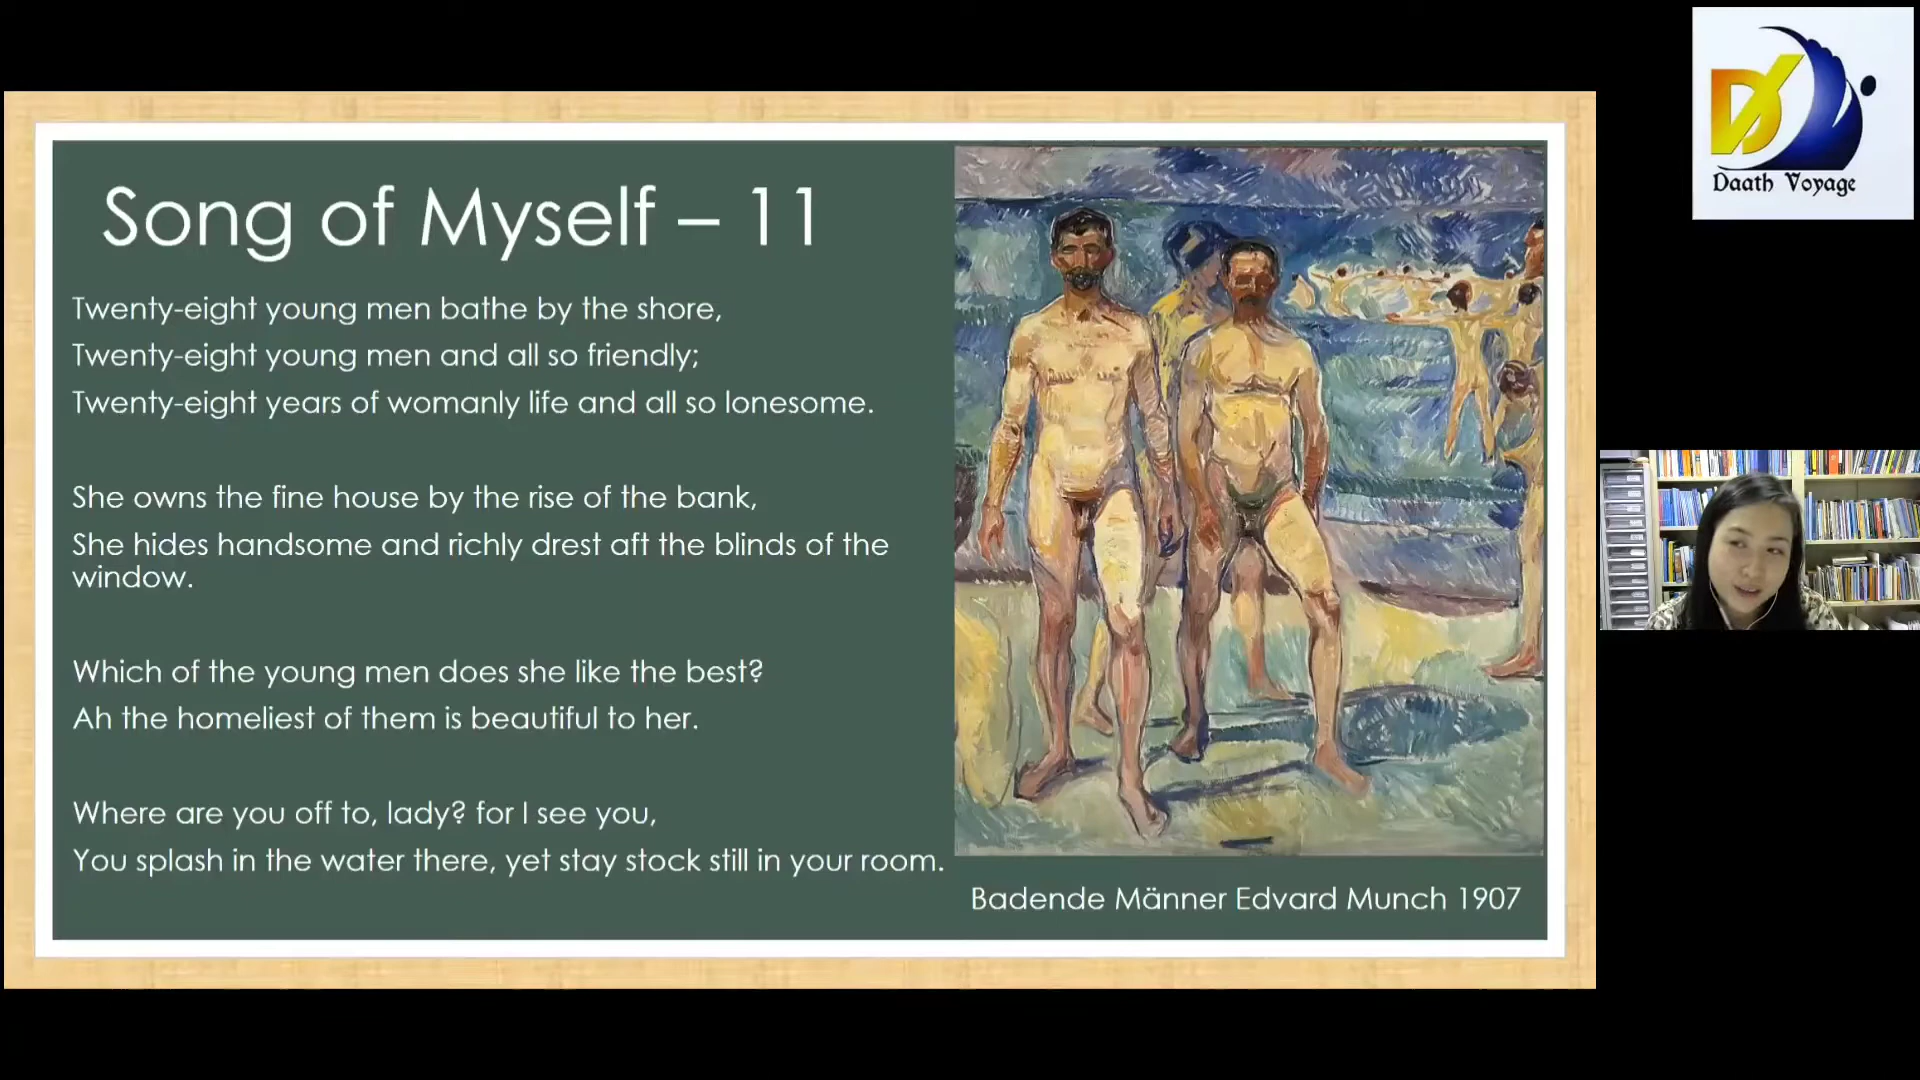 Song of Myself – 11
Twenty-eight young men bathe by the shore,
Twenty-eight young men and all so friendly;
Twenty-eight years of womanly life and all so lonesome.
She owns the fine house by the rise of the bank,
She hides handsome and richly drest aft the blinds of the
window.
Which of the young men does she like the best?
Ah the homeliest of them is beautiful to her.
Where are you off to, lady? for I see you,
You splash in the water there, yet stay stock still in your room.
Badende Männer Edvard Munch 1907
DV
Daath Voyage